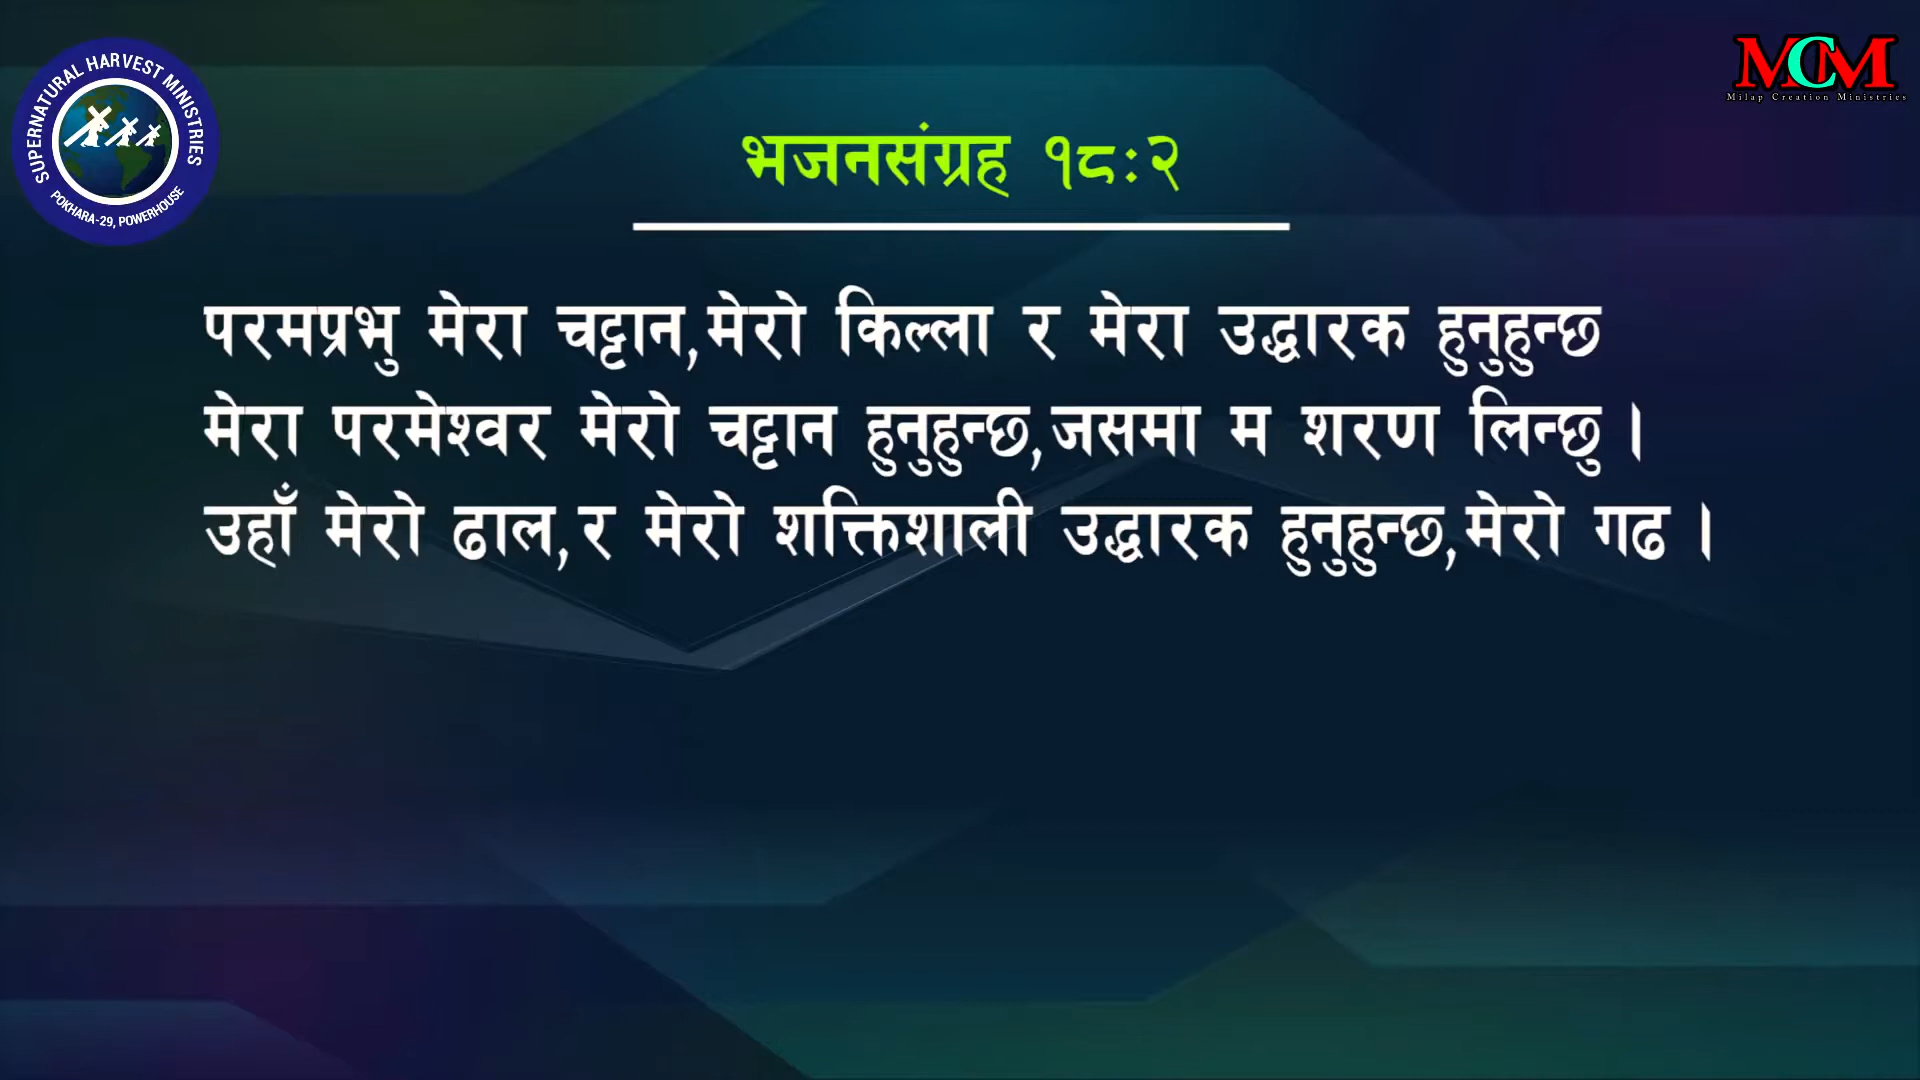 SUPERNATURAL HARVEST MINISTRIES
POKHARA-29, POWERHOUSE
MCM
Milap Creation Ministries
भजनसंग्रह १८:२
परमप्रभु मेरा चट्टान,मेरो किल्ला र मेरा उद्धारक हुनुहुन्छ
मेरा परमेश्वर मेरो चट्टान हुनुहुन्छ,जसमा म शरण लिन्छु ।
उहाँ मेरो ढाल,र मेरो शक्तिशाली उद्धारक हुनुहुन्छ,मेरो गढ ।